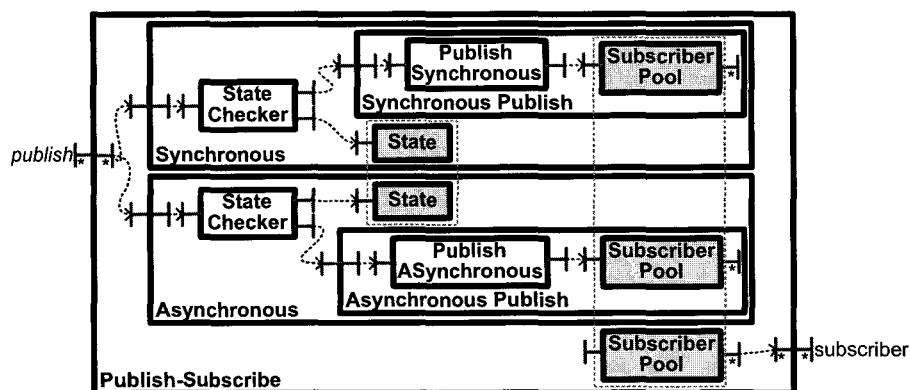 Publish
Synchronous
Subscriber
Pool
*
Synchronous Publish
State
Checker
State
Synchronous
publish
*
*
State
Checker
State
Publish
ASynchronous
Subscriber
Pool
*
Asynchronous Publish
Asynchronous
Subscriber
Pool
*
*
*
subscriber
Publish-Subscribe